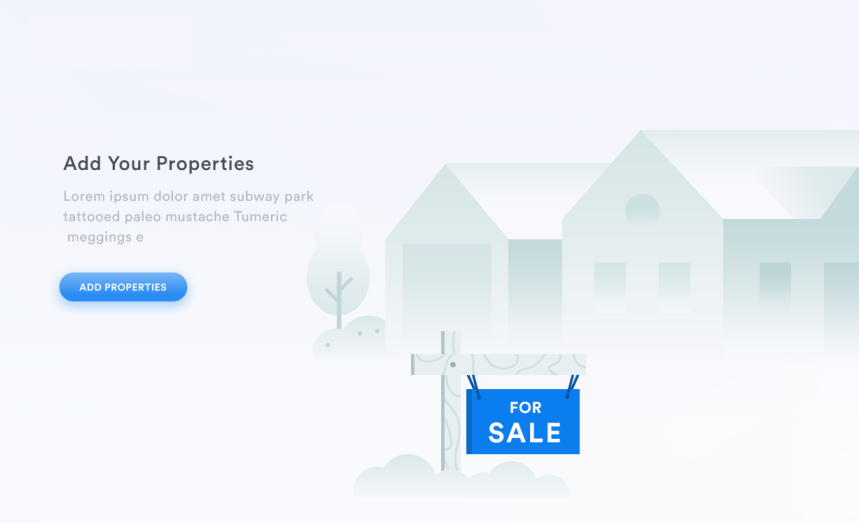 Add Your Properties
Lorem ipsum dolor amet subway park
tattooed paleo mustache Tumeric
meggings e
ADD PROPERTIES
FOR
SALE